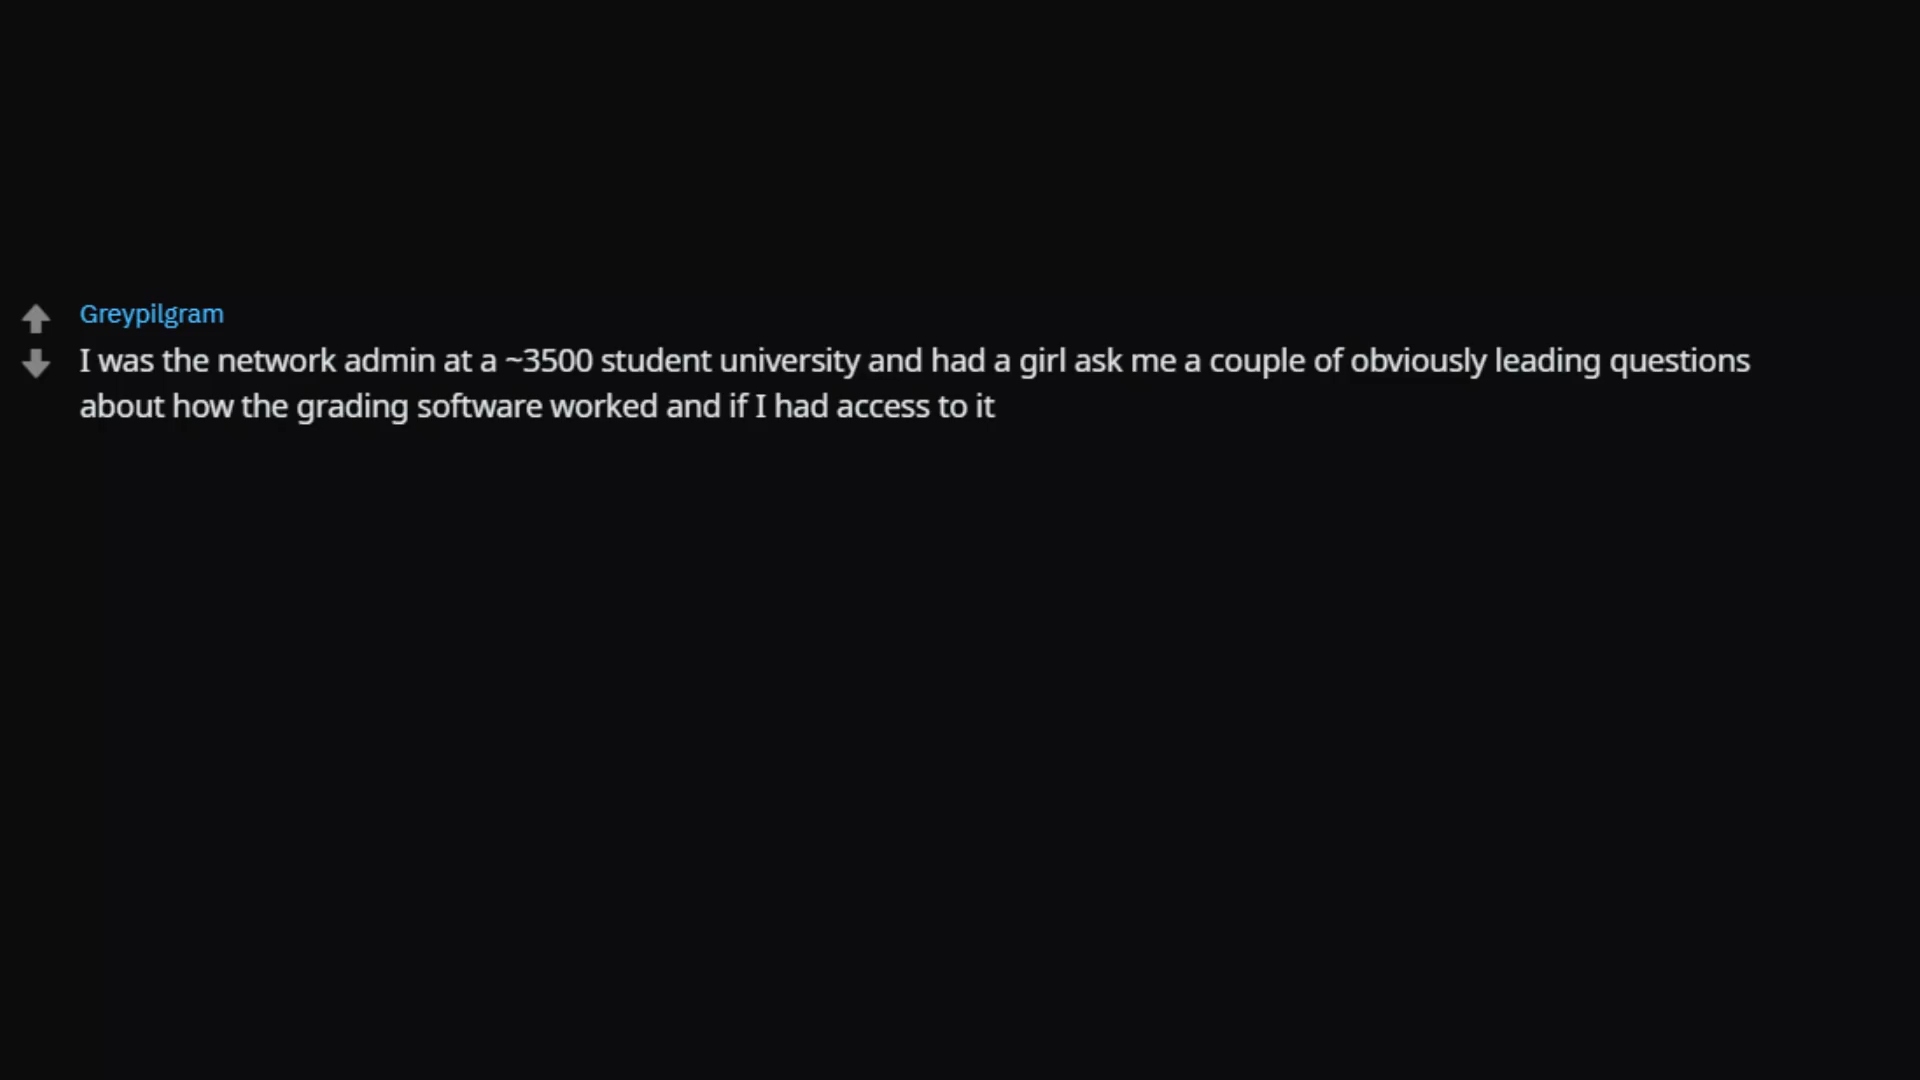 Greypilgram
I was the network admin at a ~3500 student university and had a girl ask me a couple of obviously leading questions
about how the grading software worked and if I had access to it